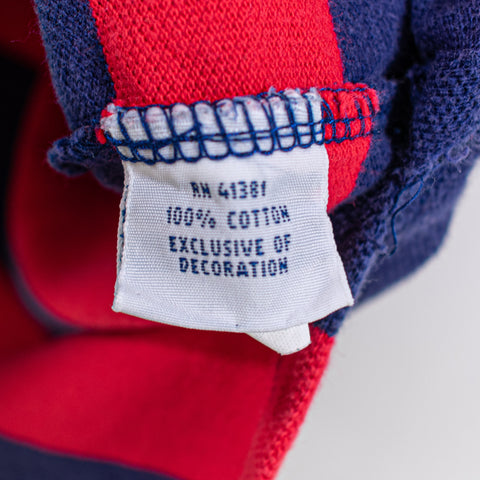 RN 41381
100% COTTON
EXCLUSIVE OF
DECORATION